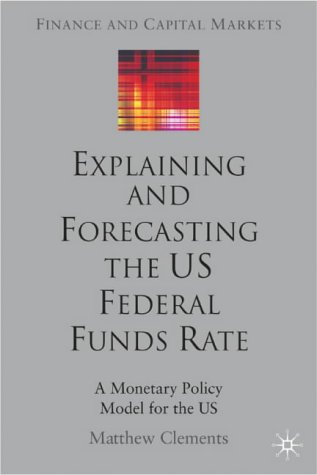 FINANCE AND CAPITAL MARKETS
EXPLAINING
AND
FORECASTING
THE US
FEDERAL
FUNDS RATE
A Monetary Policy
Model for the US
Matthew Clements